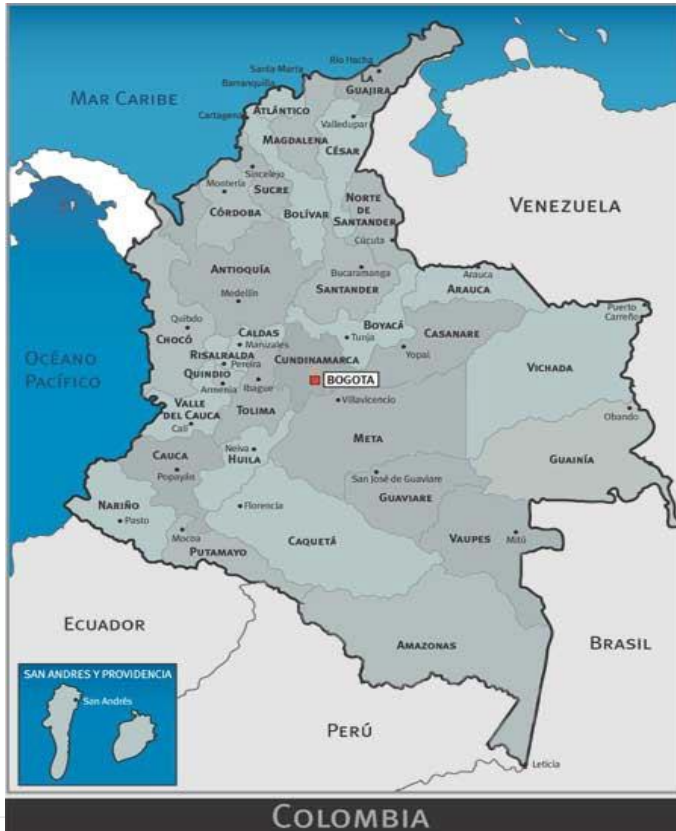 Rio Hacha
Santa Marta
LA
GUAJIRA
Barranquilla
MAR CARIBE
Cartagena
ATLÁNTICO
Valledupar
MAGDALENA
CÉSAR
Sincelejo
Montería
SUCRE
NORTE
DE
SANTANDER
VENEZUELA
CÓRDOBA
BOLÍVAR
Cúcuta
ANTIOQUÍA
Bucaramanga
Arauca
SANTANDER
ARAUCA
Medellín
Puerto
Carreño
Quibdo
BOYACÁ
CHOCÓ
CALDAS
CASANARE
Tunja
Manizales
Yopal
RISALRALDA
CUNDINAMARCA
OCÉANO
PACÍFICO
Pereira
VICHADA
QUINDIO
Armenia
Ibague
BOGOTA
VALLE
DEL CAUCA
TOLIMA
Villavicencio
Obando
Cali
META
Neiva
HUILA
CAUCA
GUAINÍA
Popayán
San José de Guaviare
GUAVIARE
NARIÑO
Florencia
Pasto
Mocoa
CAQUETÁ
VAUPES
Mitú
PUTAMAYO
ECUADOR
AMAZONAS
BRASIL
SAN ANDRES Y PROVIDENCIA
San Andrés
PERÚ
Leticia
COLOMBIA